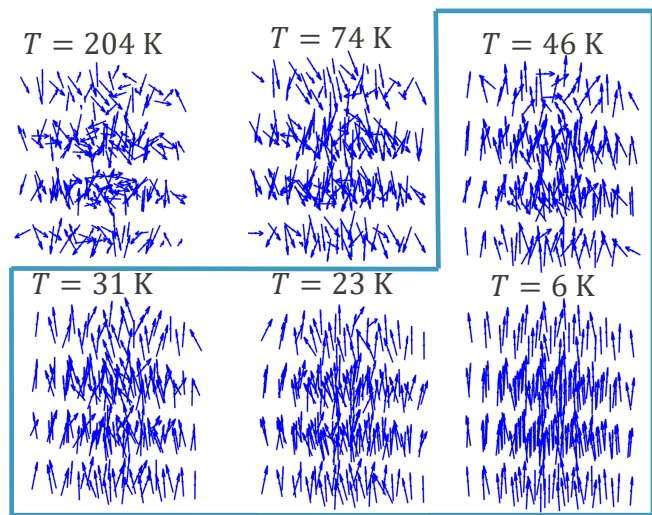 T = 204 K
T = 74 K
T = 46 K
T = 31 K
T = 23 K
T = 6 K